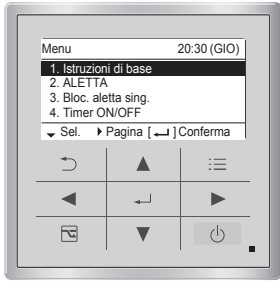 Menu 20:30 (GIO)
1. Istruzioni di base
2. ALETTA
3. Bloc. aletta sing.
4. Timer ON/OFF
Sel. Pagina [ ] Conferma